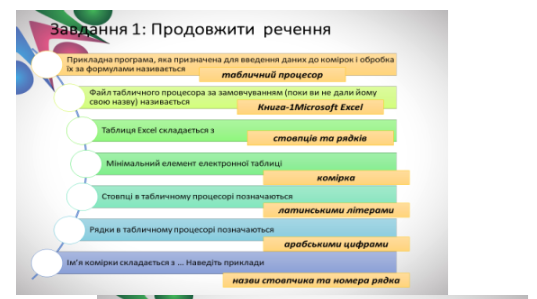 Завдання 1: Продовжити речення
Прикладна програма, яка призначена для введення даних до комірок і обробка
їх за формулами називається
табличний процесор
Файл табличного процесора за замовчуванням (поки ви не дали йому
свою назву) називається
Книга-1Microsoft Excel
Таблиця Excel складається з
стовпців та рядків
Мінімальний елемент електронної таблиці
комірка
Стовпці в табличному процесорі позначаються
латинськими літерами
Рядки в табличному процесорі позначаються
арабськими цифрами
Ім'я комірки складається з ... Наведіть приклади
назви стовпчика та номера рядка